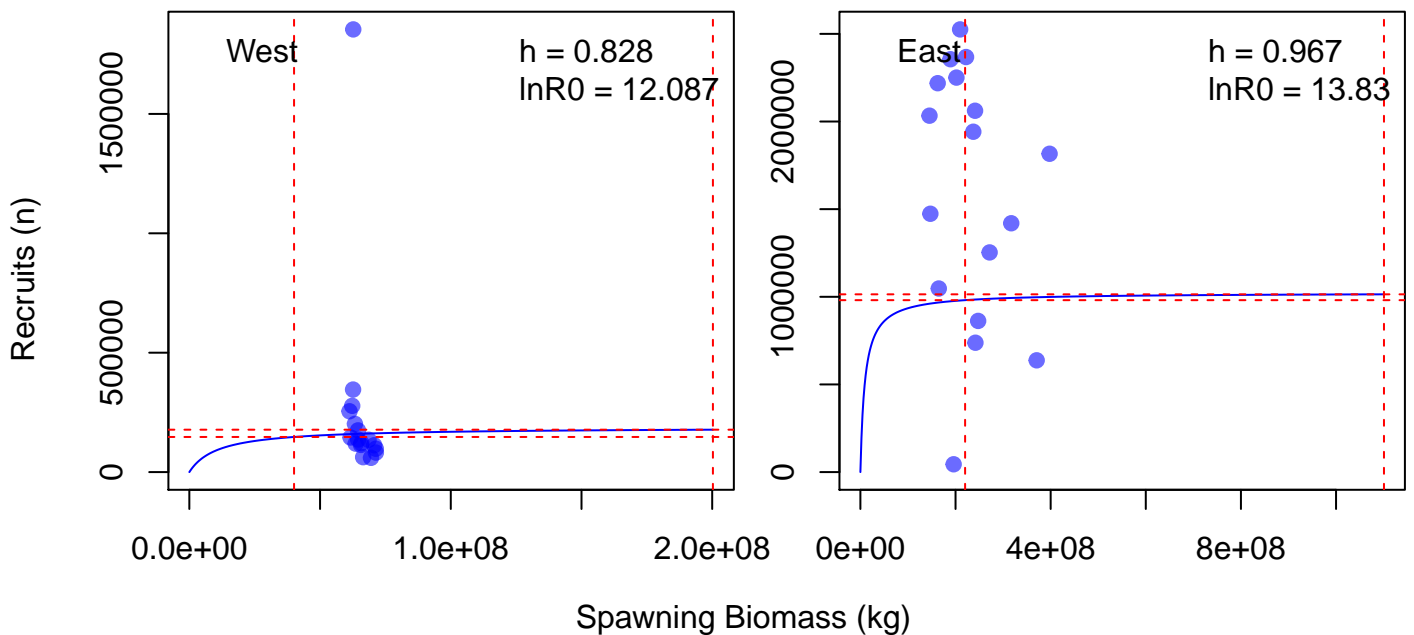 West
h = 0.828
lnR0 = 12.087
East
h = 0.967
lnR0 = 13.83
Recruits (n)
0
500000
1500000
0
1000000
2000000
0.0e+00
1.0e+08
2.0e+08
0e+00
4e+08
8e+08
Spawning Biomass (kg)